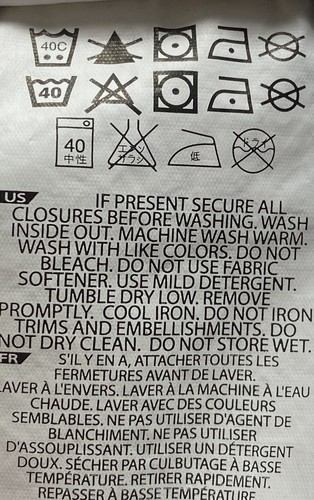 40C
40
40
中性
エンソ
サラシ
低
ドライ
US
IF PRESENT SECURE ALL
CLOSURES BEFORE WASHING. WASH
INSIDE OUT. MACHINE WASH WARM.
WASH WITH LIKE COLORS. DO NOT
BLEACH. DO NOT USE FABRIC
SOFTENER. USE MILD DETERGENT.
TUMBLE DRY LOW. REMOVE
PROMPTLY. COOL IRON. DO NOT IRON
TRIMS AND EMBELLISHMENTS. DO
NOT DRY CLEAN. DO NOT STORE WET.
FR
S'IL Y EN A, ATTACHER TOUTES LES
FERMETURES AVANT DE LAVER.
LAVER À L'ENVERS. LAVER À LA MACHINE À L'EAU
CHAUDE. LAVER AVEC DES COULEURS
SEMBLABLES. NE PAS UTILISER D'AGENT DE
BLANCHIMENT. NE PAS UTILISER
D'ASSOUPLISSANT. UTILISER UN DÉTERGENT
DOUX. SÉCHER PAR CULBUTAGE À BASSE
TEMPÉRATURE. RETIRER RAPIDEMENT.
REPASSER À BASSE TEMPÉRATURE